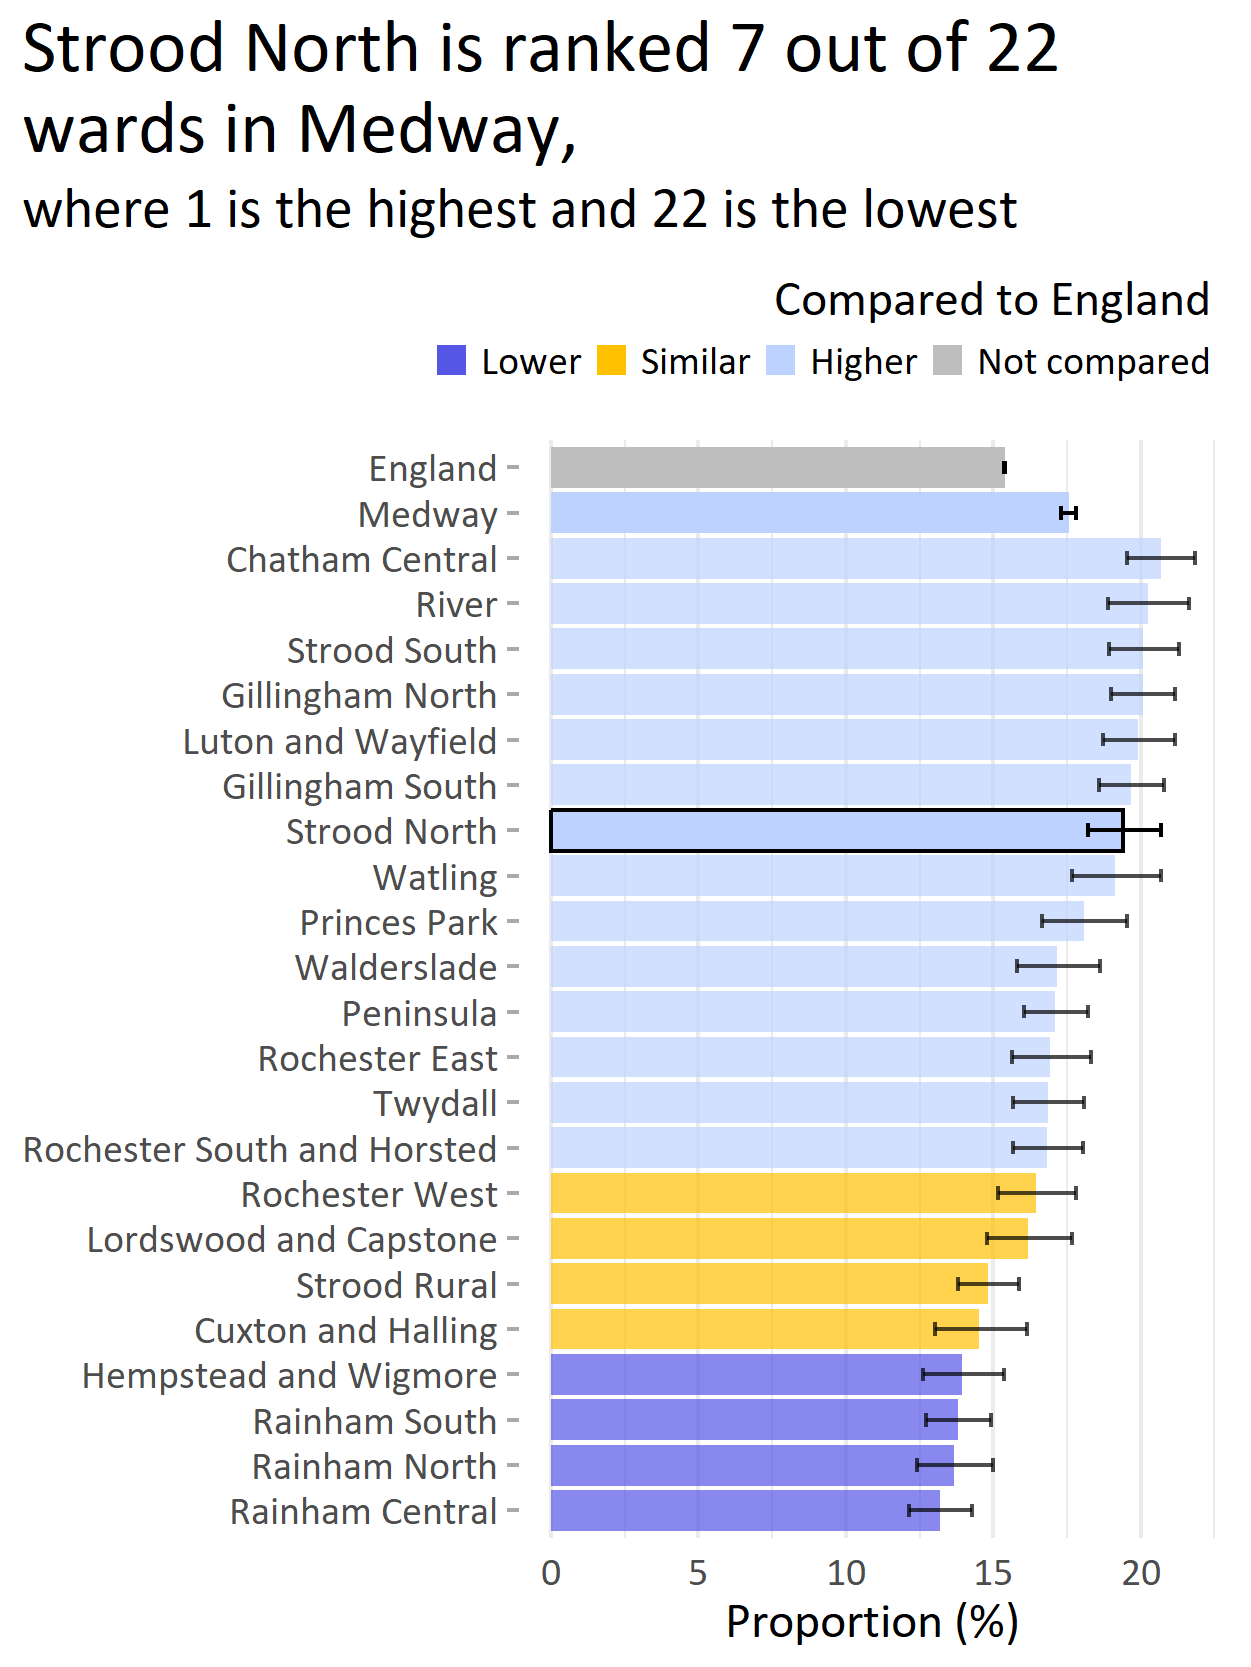 Strood North is ranked 7 out of 22
wards in Medway,
where 1 is the highest and 22 is the lowest
Compared to England
Lower Similar Higher Not compared
England
Medway
Chatham Central
River
Strood South
Gillingham North
Luton and Wayfield
Gillingham South
Strood North
Watling
Princes Park
Walderslade
Peninsula
Rochester East
Twydall
Rochester South and Horsted
Rochester West
Lordswood and Capstone
Strood Rural
Cuxton and Halling
Hempstead and Wigmore
Rainham South
Rainham North
Rainham Central
0 5 10 15 20
Proportion (%)